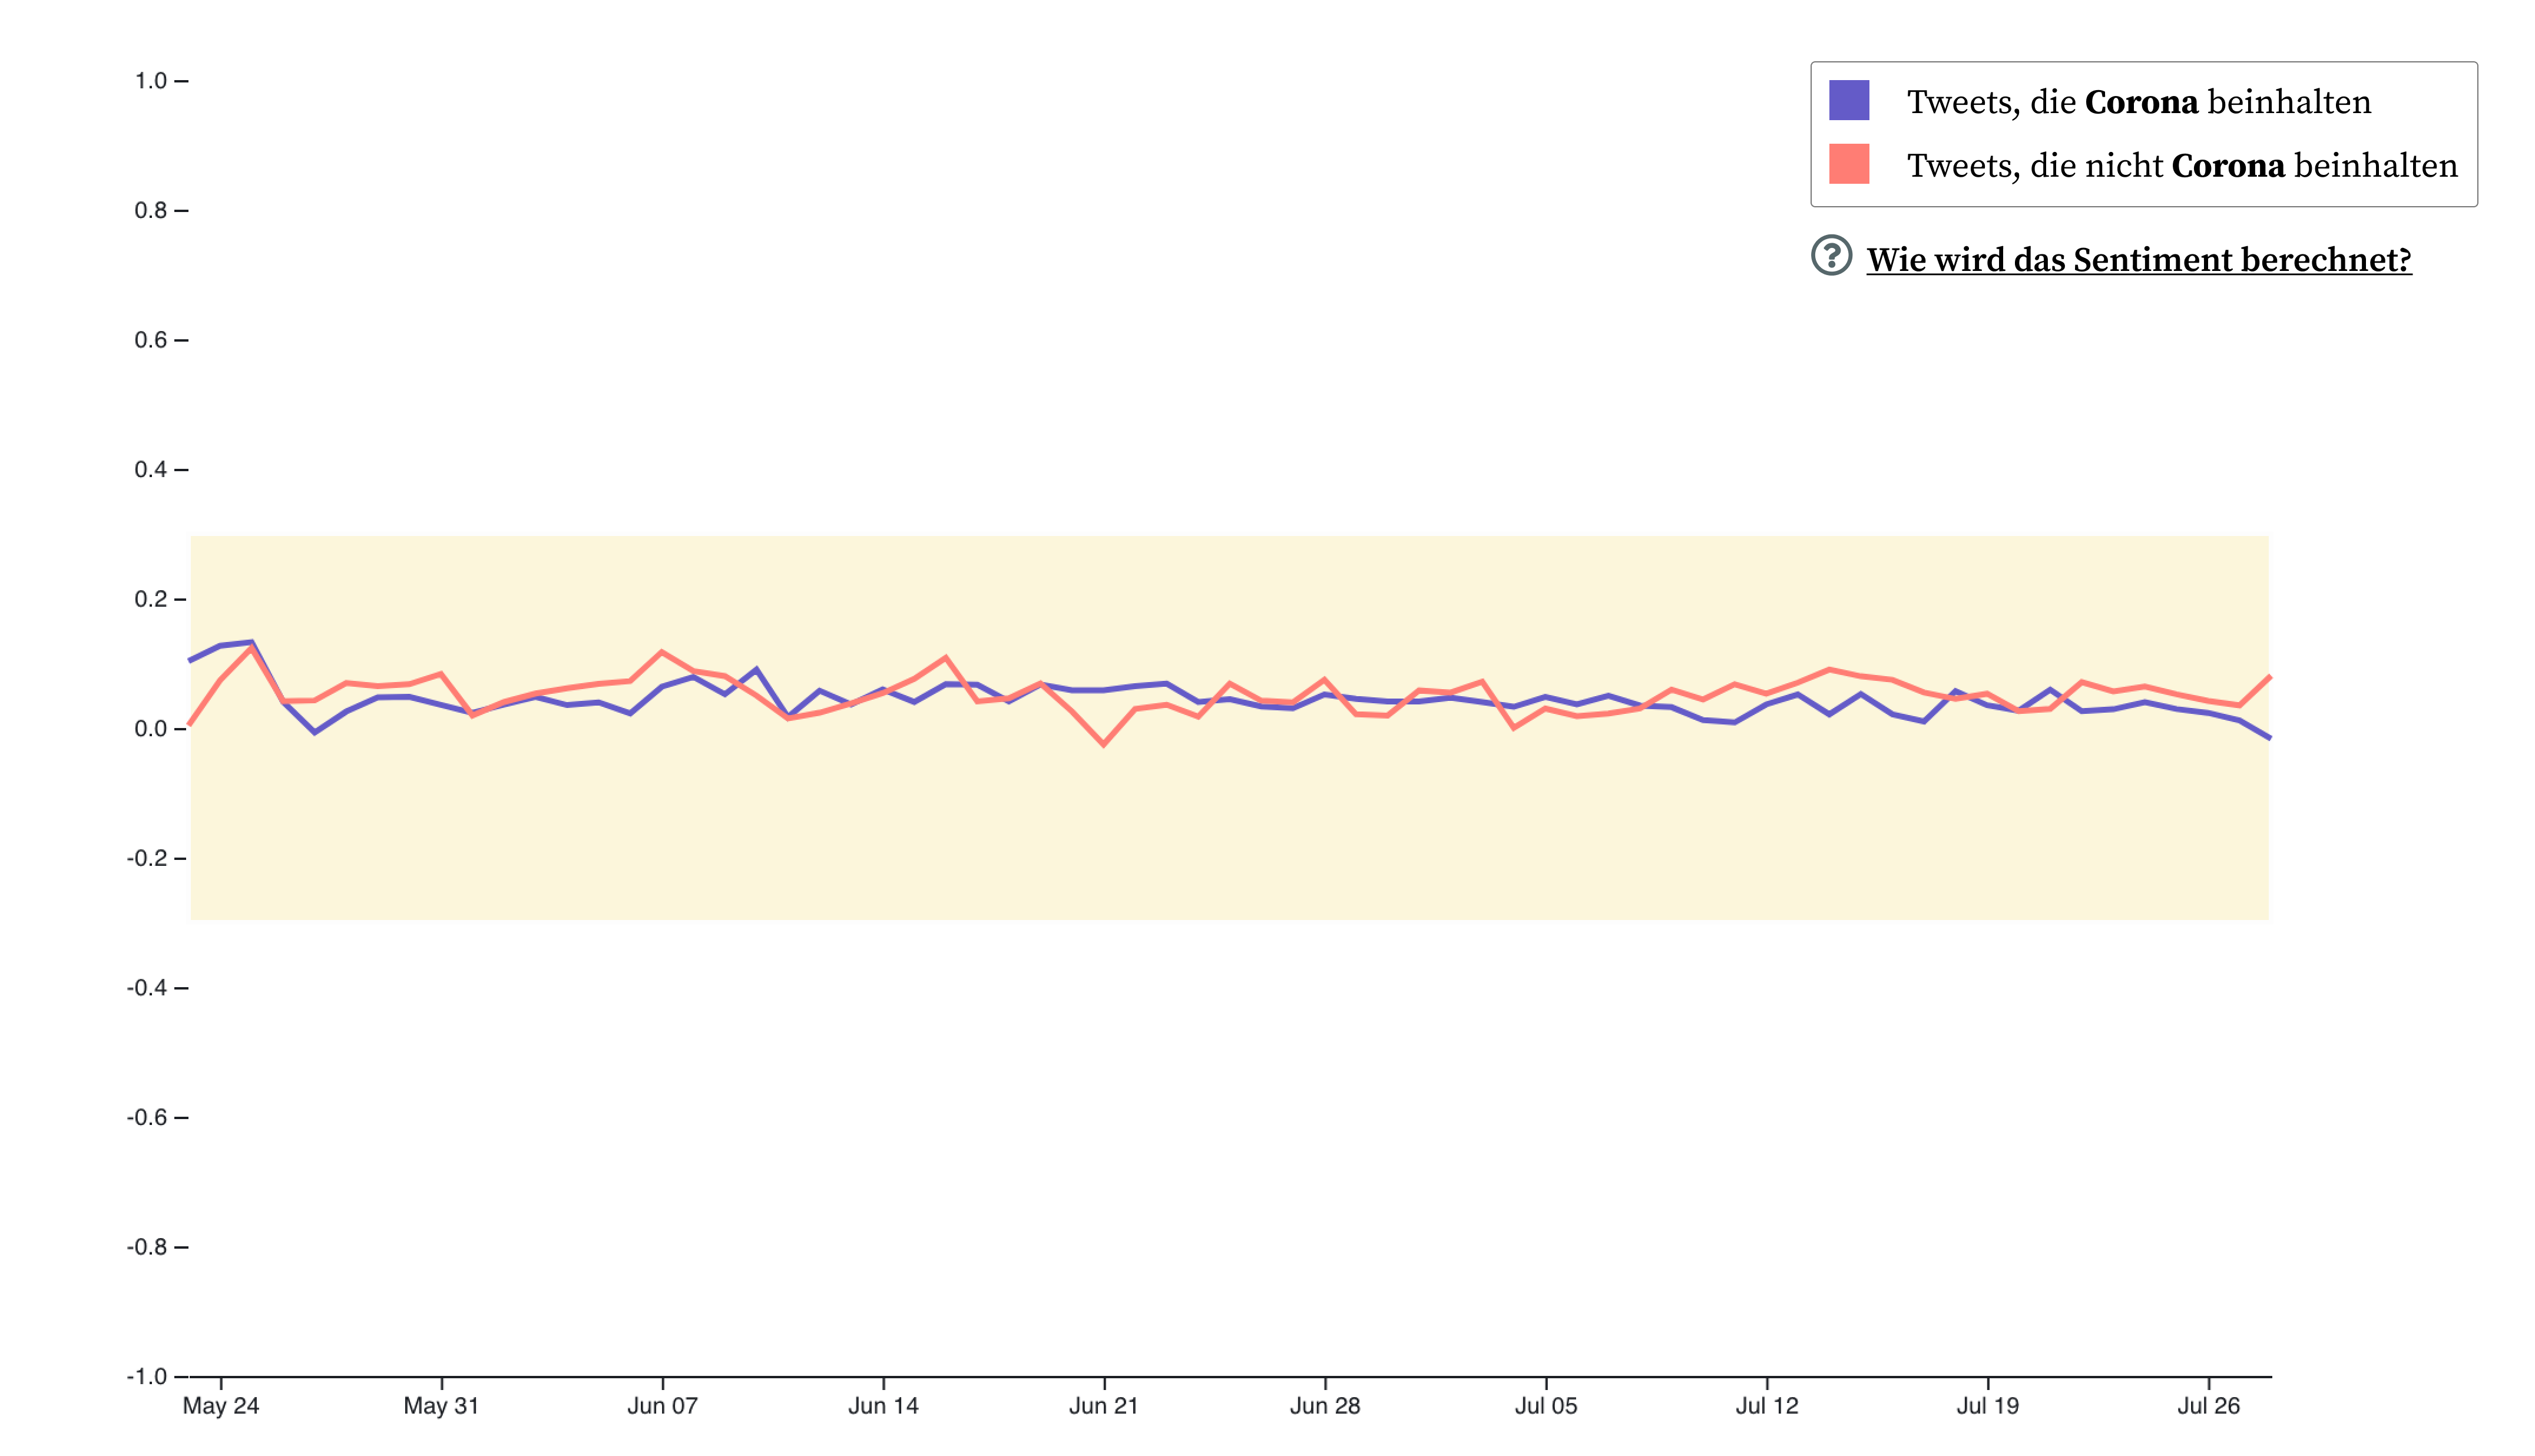 1.0
0.8
0.6
0.4
0.2
0.0
-0.2
-0.4
-0.6
-0.8
-1.0
May 24 May 31 Jun 07 Jun 14 Jun 21 Jun 28 Jul 05 Jul 12 Jul 19 Jul 26
Tweets, die Corona beinhalten
Tweets, die nicht Corona beinhalten
? Wie wird das Sentiment berechnet?